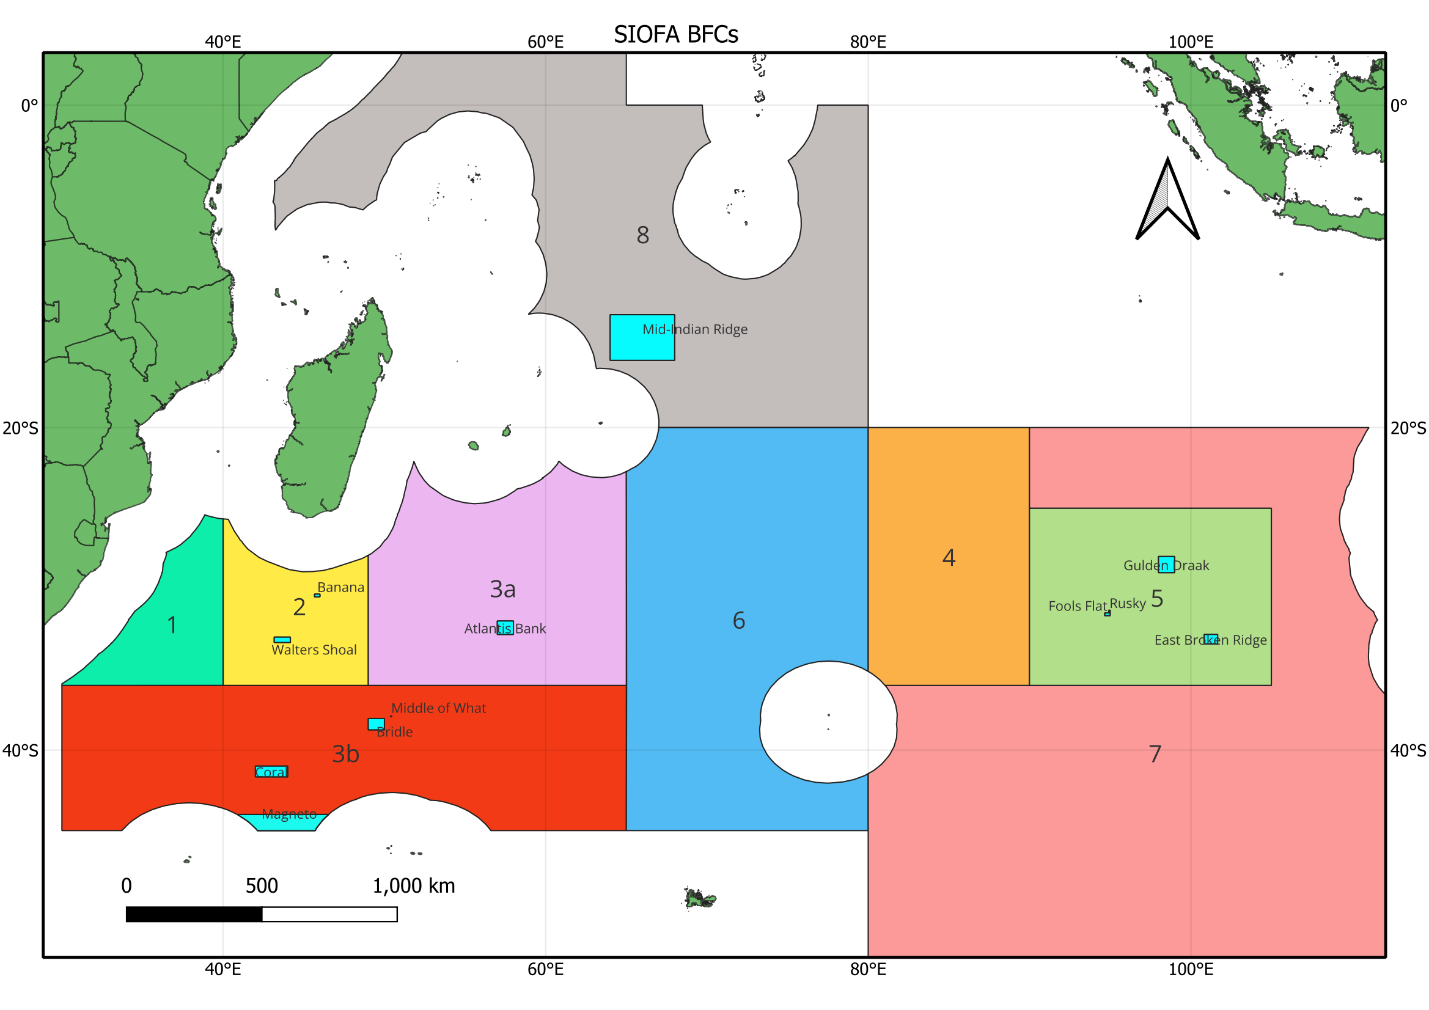 SIOFA BFCs
40°E 60°E 80°E 100°E
0° 0°
8
Mid-Indian Ridge
20°S 20°S
4
Gulden Draak
Banana
3a
5
Rusky
Fools Flat
2
1
6
Atlantis Bank
East Broken Ridge
Walters Shoal
Middle of What
Bridle
40°S 40°S
3b
7
Coral
Magneto
0 500 1,000 km
40°E 60°E 80°E 100°E